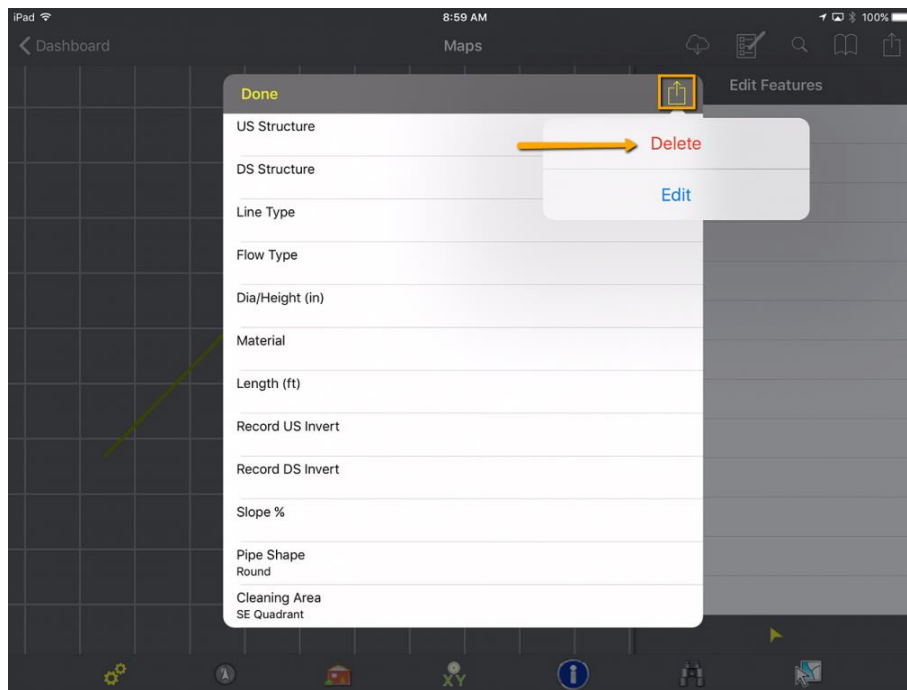 iPad 8:59 AM 100%
Dashboard Maps
Edit Features
Done
Delete
Edit
US Structure
DS Structure
Line Type
Flow Type
Dia/Height (in)
Material
Length (ft)
Record US Invert
Record DS Invert
Slope %
Pipe Shape
Round
Cleaning Area
SE Quadrant
A
XY
i